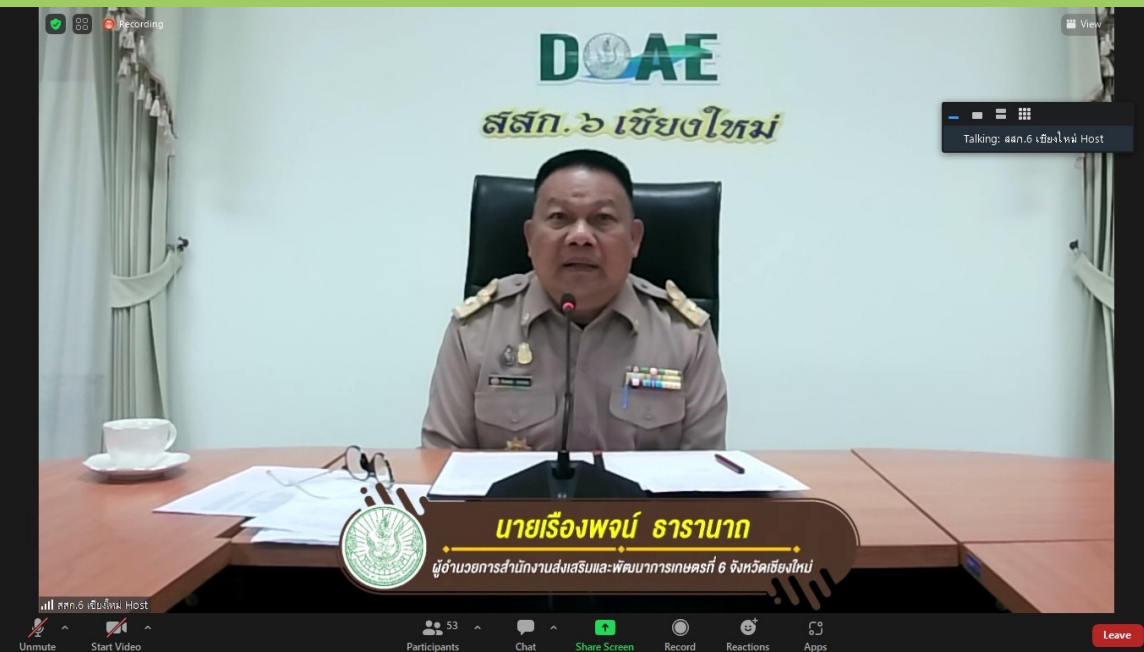 Recording
View
DOAE
สสก.๖ เชียงใหม่
Talking: สสก.6 เชียงใหม่ Host
นายเรืองพจน์ ธารานาถ
ผู้อำนวยการสำนักงานส่งเสริมและพัฒนาการเกษตรที่ 6 จังหวัดเชียงใหม่
สสก.6 เชียงใหม่ Host
53
Unmute
Start Video
Participants
Chat
Share Screen
Record
Reactions
Apps
Leave